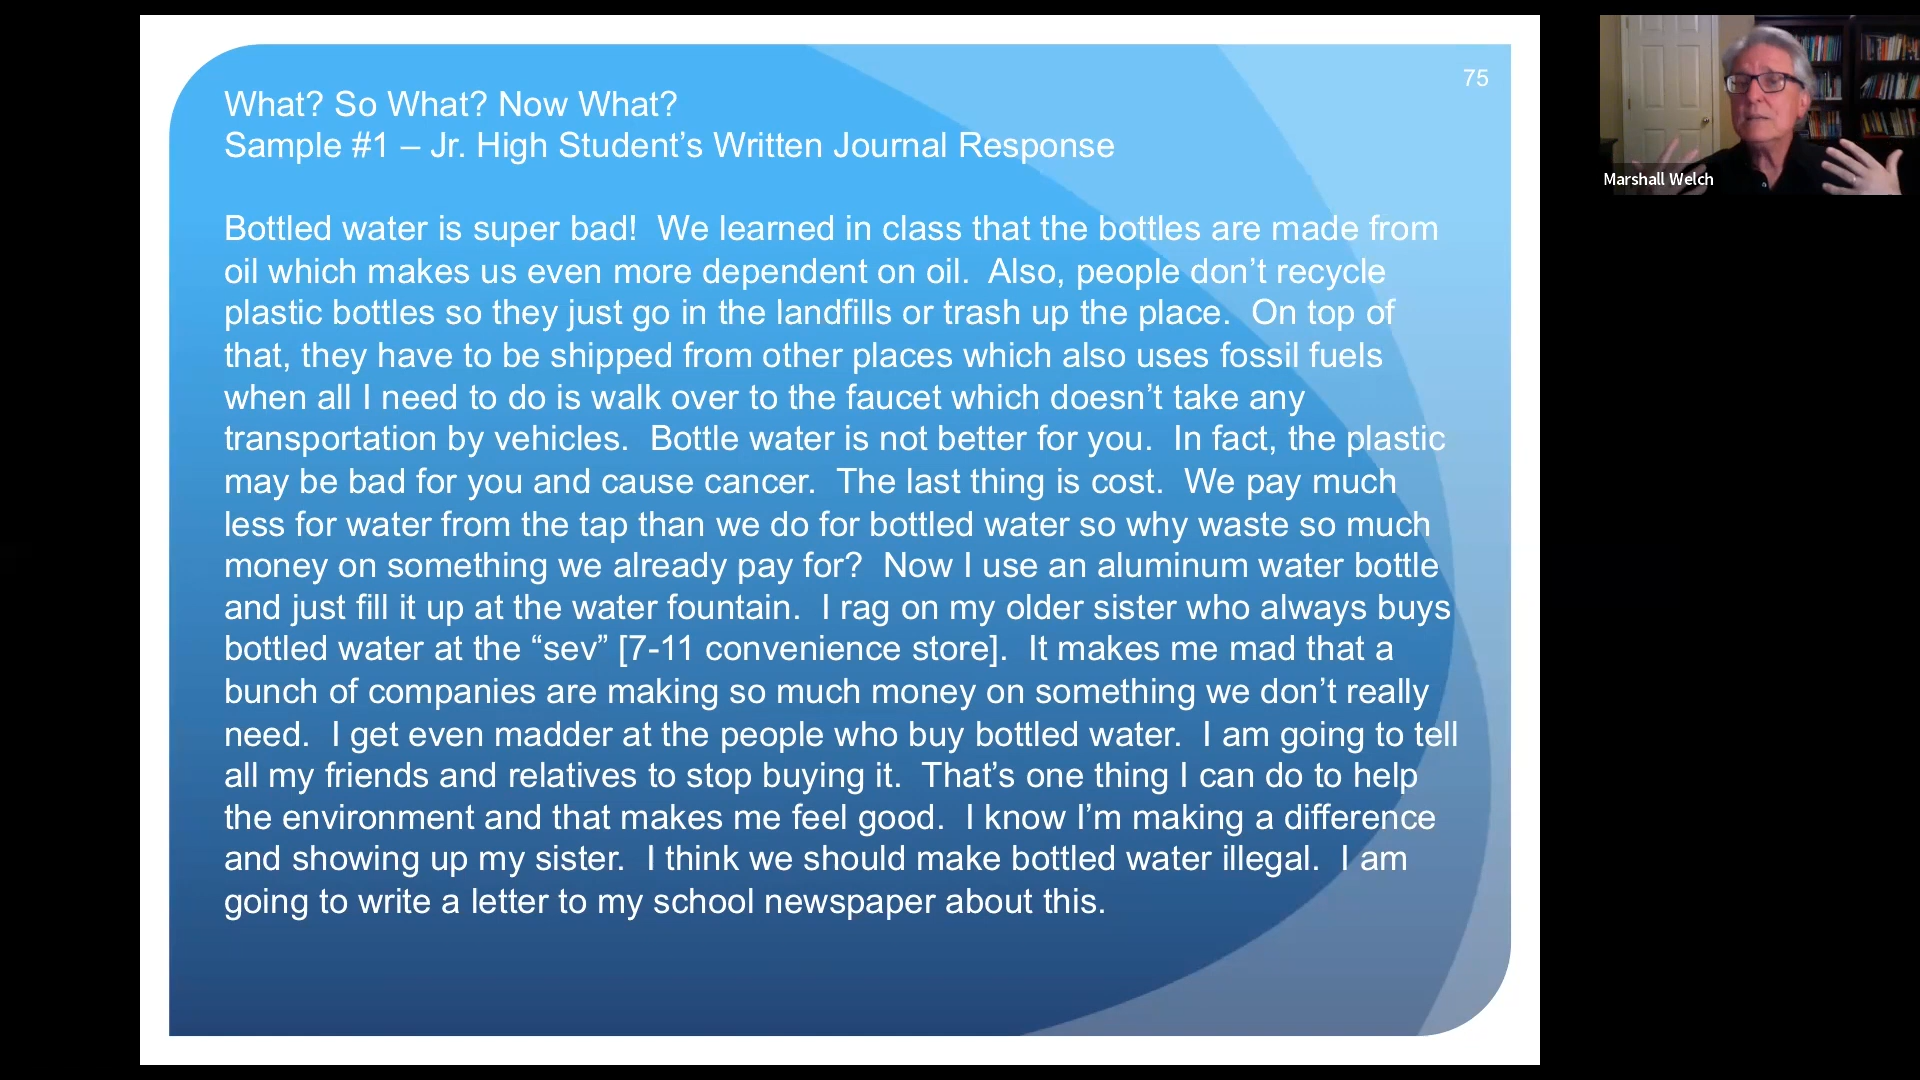 75
What? So What? Now What?
Sample #1 – Jr. High Student’s Written Journal Response
Bottled water is super bad!  We learned in class that the bottles are made from
oil which makes us even more dependent on oil.  Also, people don’t recycle
plastic bottles so they just go in the landfills or trash up the place.  On top of
that, they have to be shipped from other places which also uses fossil fuels
when all I need to do is walk over to the faucet which doesn’t take any
transportation by vehicles.  Bottle water is not better for you.  In fact, the plastic
may be bad for you and cause cancer.  The last thing is cost.  We pay much
less for water from the tap than we do for bottled water so why waste so much
money on something we already pay for?  Now I use an aluminum water bottle
and just fill it up at the water fountain.  I rag on my older sister who always buys
bottled water at the “sev” [7-11 convenience store].  It makes me mad that a
bunch of companies are making so much money on something we don’t really
need.  I get even madder at the people who buy bottled water.  I am going to tell
all my friends and relatives to stop buying it.  That’s one thing I can do to help
the environment and that makes me feel good.  I know I’m making a difference
and showing up my sister.  I think we should make bottled water illegal.  I am
going to write a letter to my school newspaper about this.
Marshall Welch